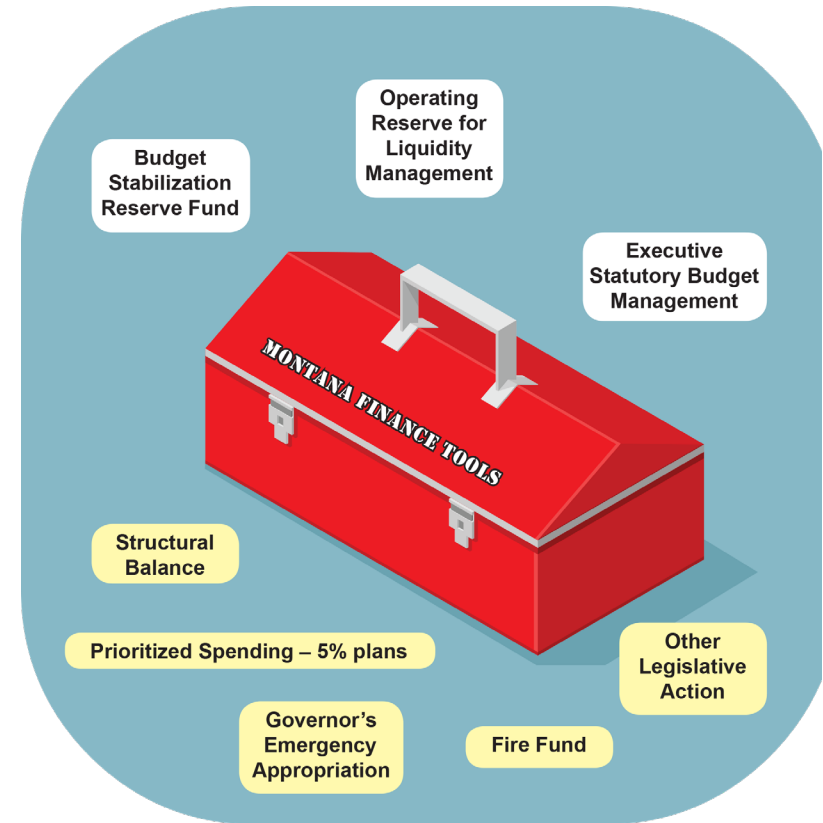 Operating
Reserve for
Liquidity
Management
Budget
Stabilization
Reserve Fund
Executive
Statutory Budget
Management
MONTANA FINANCE TOOLS
Structural
Balance
Prioritized Spending – 5% plans
Other
Legislative
Action
Governor’s
Emergency
Appropriation
Fire Fund